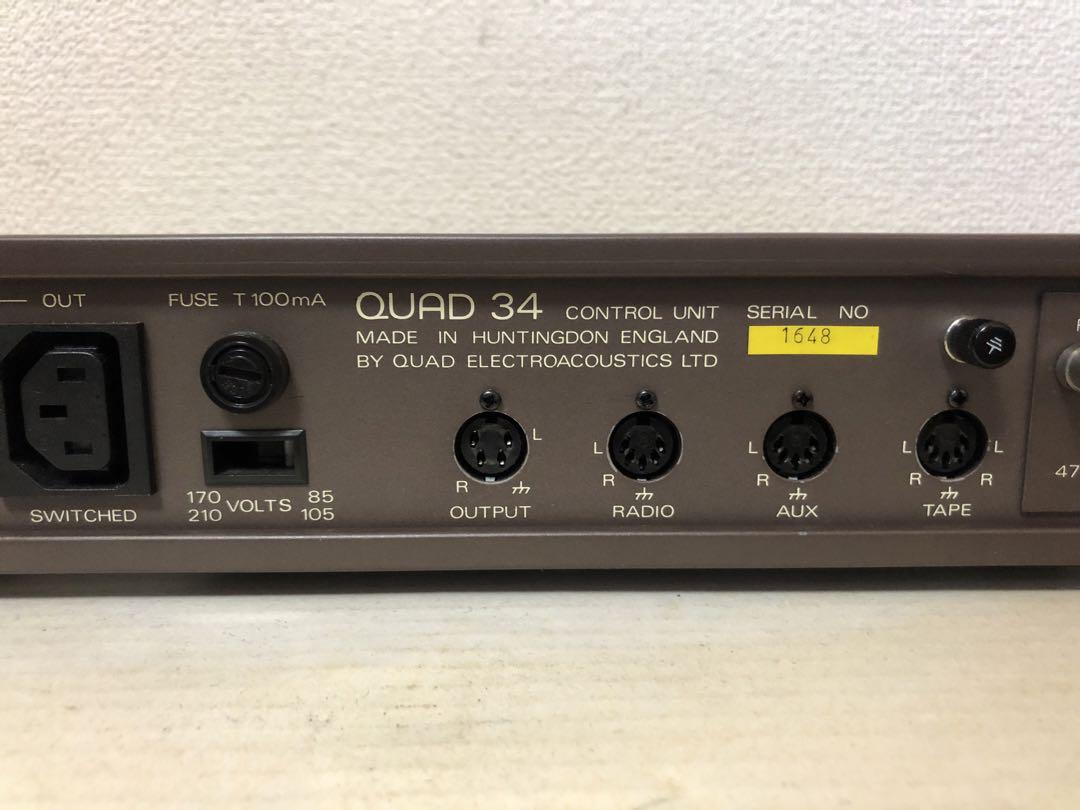 OUT
FUSE T 100mA
QUAD 34 CONTROL UNIT
MADE IN HUNTINGDON ENGLAND
BY QUAD ELECTROACOUSTICS LTD
SERIAL NO
1648
170 VOLTS 85
210 105
SWITCHED
L
R
OUTPUT
L
R
RADIO
L
R
AUX
L L
R R
TAPE
47